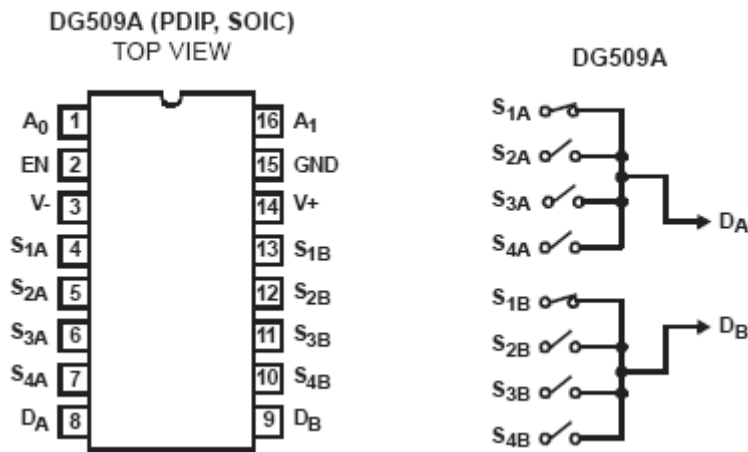 DG509A (PDIP, SOIC)
TOP VIEW
A0 1 16 A1
EN 2 15 GND
V- 3 14 V+
S1A 4 13 S1B
S2A 5 12 S2B
S3A 6 11 S3B
S4A 7 10 S4B
DA 8 9 DB
DG509A
S1A
S2A
S3A
S4A
DA
S1B
S2B
S3B
S4B
DB